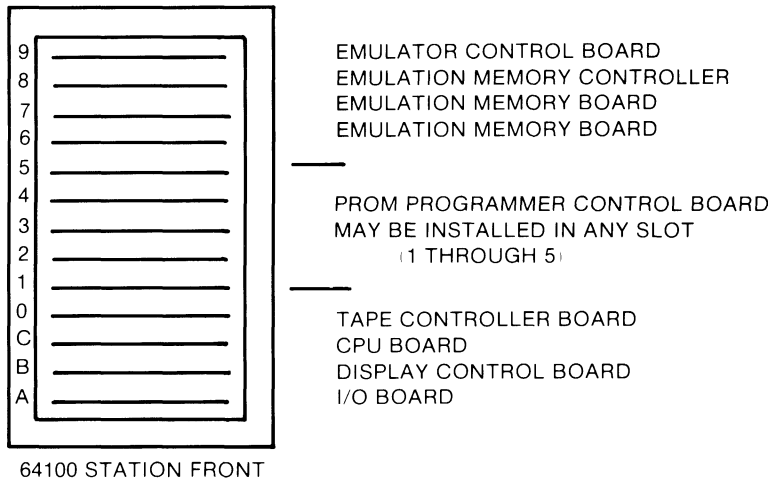 9
8
7
6
5
4
3
2
1
0
C
B
A
EMULATOR CONTROL BOARD
EMULATION MEMORY CONTROLLER
EMULATION MEMORY BOARD
EMULATION MEMORY BOARD
PROM PROGRAMMER CONTROL BOARD
MAY BE INSTALLED IN ANY SLOT
(1 THROUGH 5)
TAPE CONTROLLER BOARD
CPU BOARD
DISPLAY CONTROL BOARD
I/O BOARD
64100 STATION FRONT